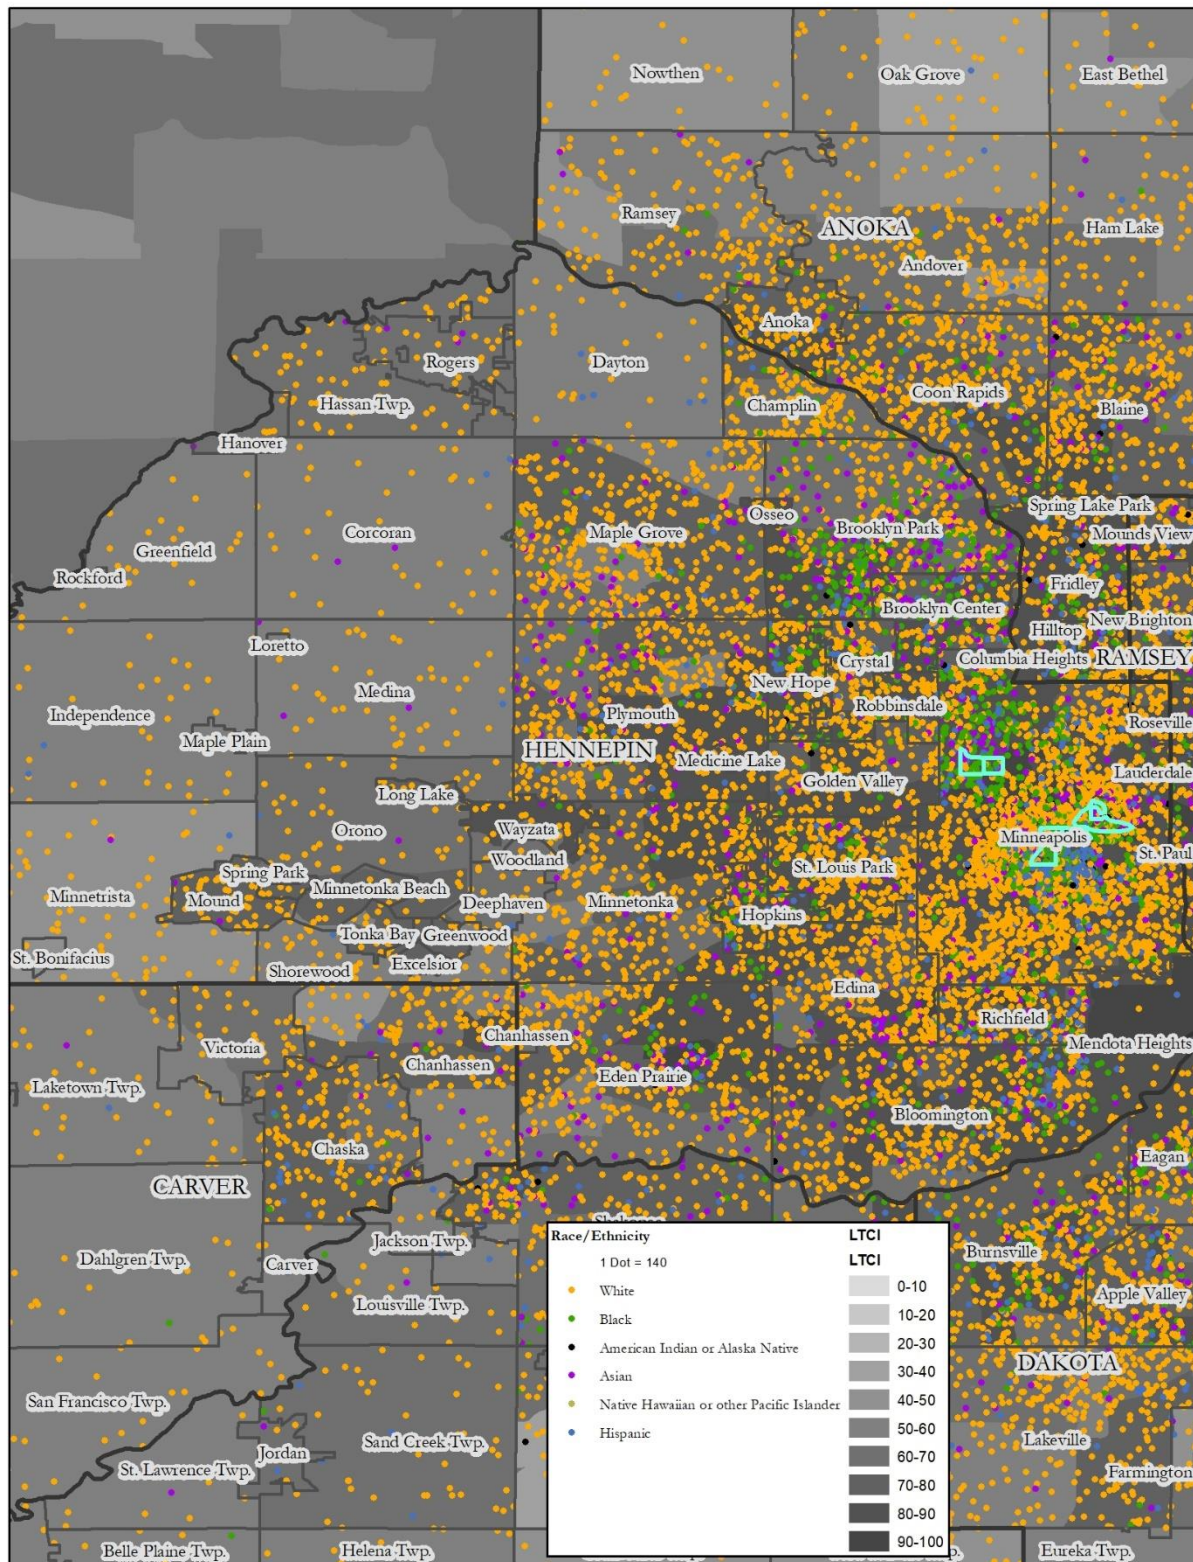 Nowthen
Oak Grove
East Bethel
Ramsey
ANOKA
Ham Lake
Andover
Anoka
Rogers
Dayton
Coon Rapids
Hassan Twp.
Champlin
Blaine
Hanover
Spring Lake Park
Osseo
Maple Grove
Brooklyn Park
Mounds View
Corcoran
Greenfield
Rockford
Fridley
Brooklyn Center
New Brighton
Hilltop
Loretto
Crystal
Columbia Heights
RAMSEY
New Hope
Medina
Robbinsdale
Independence
Plymouth
Roseville
Maple Plain
HENNEPIN
Medicine Lake
Golden Valley
Lauderdale
Long Lake
Orono
Wayzata
Minneapolis
St. Paul
Woodland
Spring Park
St. Louis Park
Minnetonka Beach
Minnetrista
Mound
Deephaven
Minnetonka
Hopkins
Tonka Bay
Greenwood
St. Bonifacius
Excelsior
Shorewood
Edina
Richfield
Chanhassen
Victoria
Mendota Heights
Chanhassen
Eden Prairie
Laketown Twp.
Bloomington
Chaska
Eagan
CARVER
Jackson Twp.
Burnsville
Dahlgren Twp.
Carver
Apple Valley
Louisville Twp.
DAKOTA
San Francisco Twp.
Sand Creek Twp.
Lakeville
Jordan
St. Lawrence Twp.
Farmington
Belle Plaine Twp.
Helena Twp.
Eureka Twp.
Race/Ethnicity
1 Dot = 140
White
Black
American Indian or Alaska Native
Asian
Native Hawaiian or other Pacific Islander
Hispanic
LTCI
LTCI
0-10
10-20
20-30
30-40
40-50
50-60
60-70
70-80
80-90
90-100